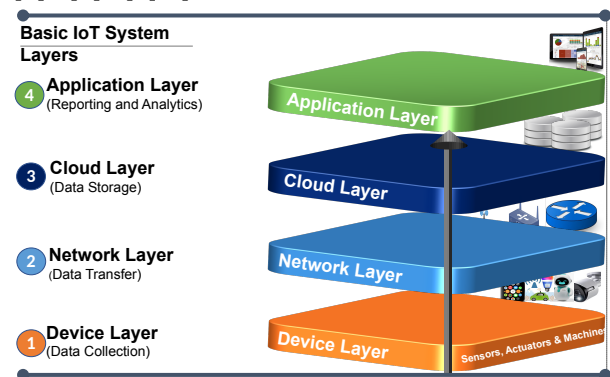 Basic IoT System
Layers
4
Application Layer
(Reporting and Analytics)
3
Cloud Layer
(Data Storage)
2
Network Layer
(Data Transfer)
1
Device Layer
(Data Collection)
Application Layer
Cloud Layer
Network Layer
Device Layer
Sensors, Actuators & Machines